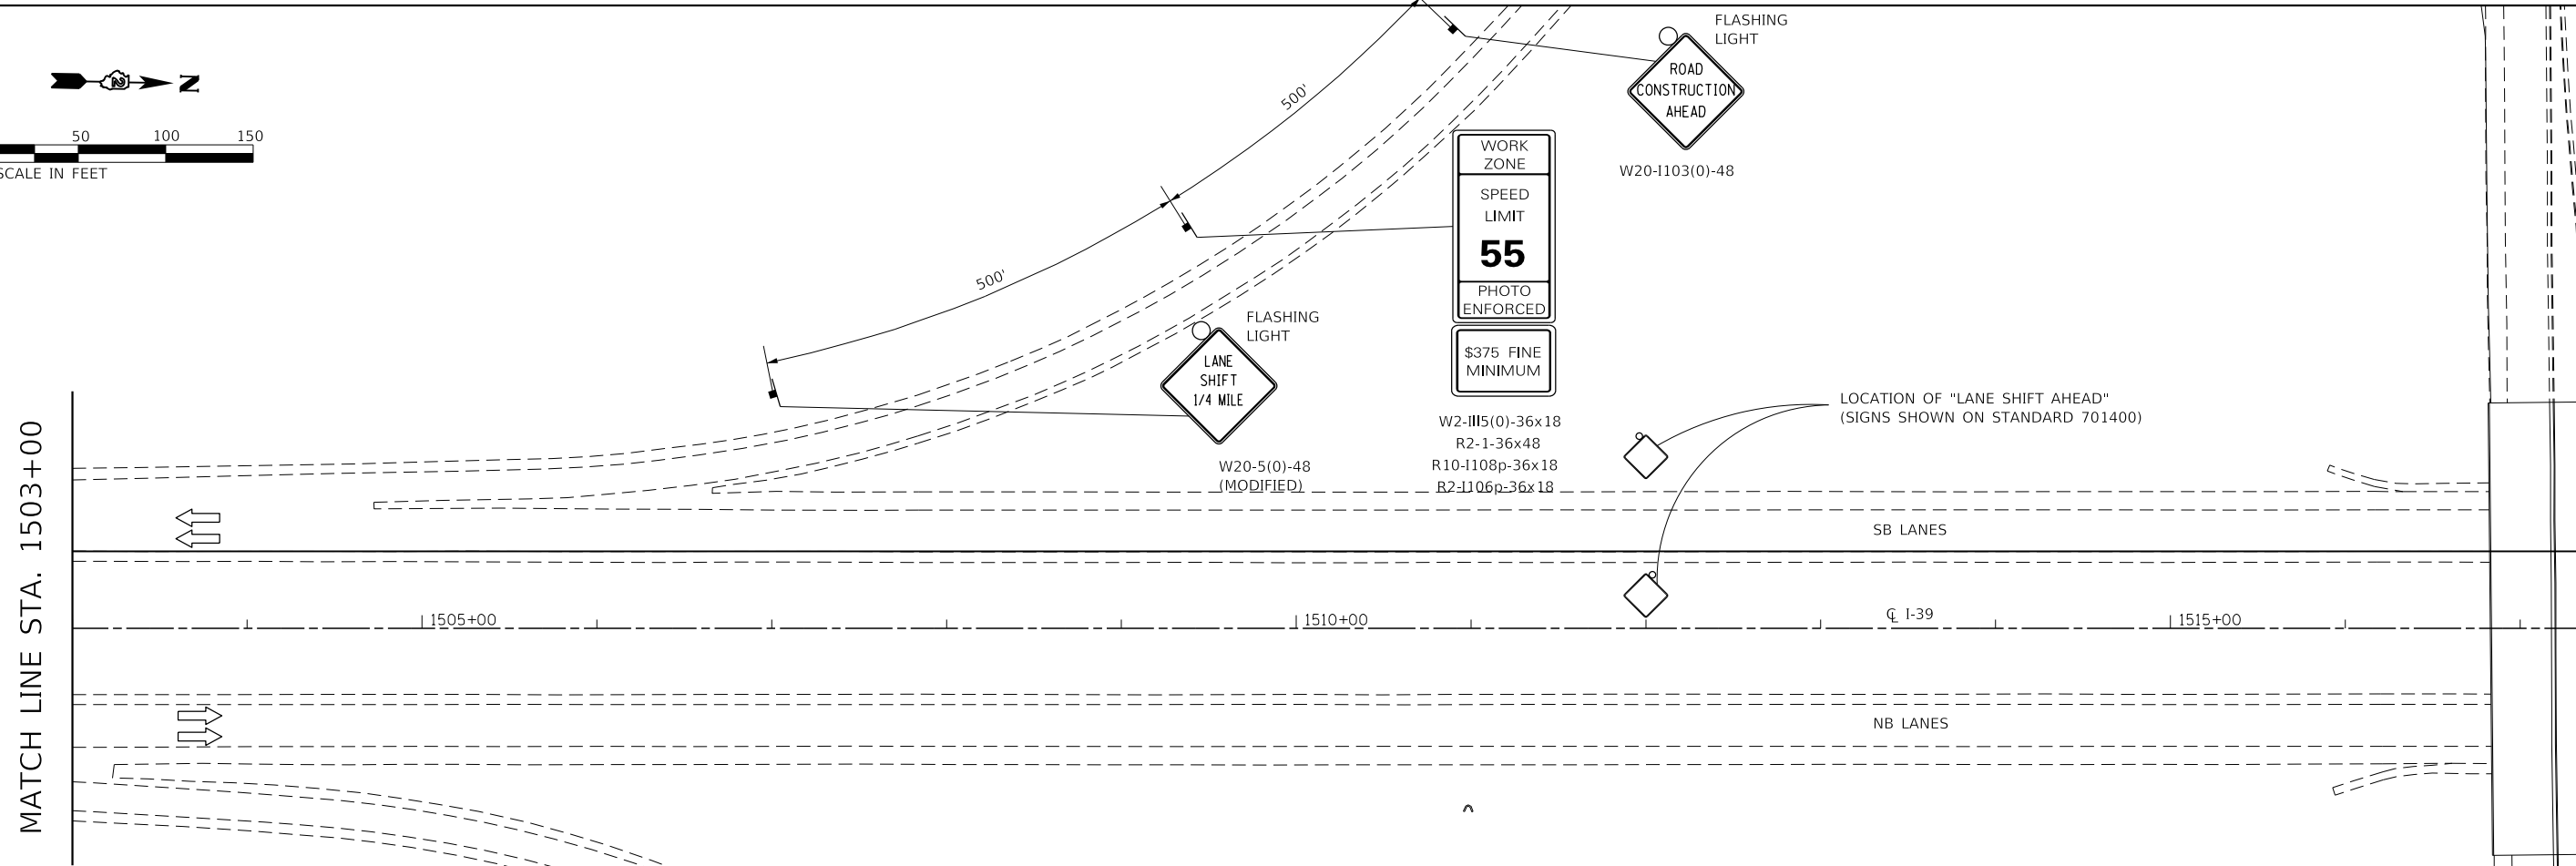 FLASHING
LIGHT
ROAD
CONSTRUCTION
AHEAD
W20-I103(0)-48
N
2
50 100 150
SCALE IN FEET
500'
500'
WORK
ZONE
SPEED
LIMIT
55
PHOTO
ENFORCED
$375 FINE
MINIMUM
W2-III5(0)-36x18
R2-1-36x48
R10-I108p-36x18
R2-I106p-36x18
FLASHING
LIGHT
LANE
SHIFT
1/4 MILE
W20-5(0)-48
(MODIFIED)
LOCATION OF "LANE SHIFT AHEAD"
(SIGNS SHOWN ON STANDARD 701400)
MATCH LINE STA. 1503+00
SB LANES
1505+00
1510+00
℄ I-39
1515+00
NB LANES